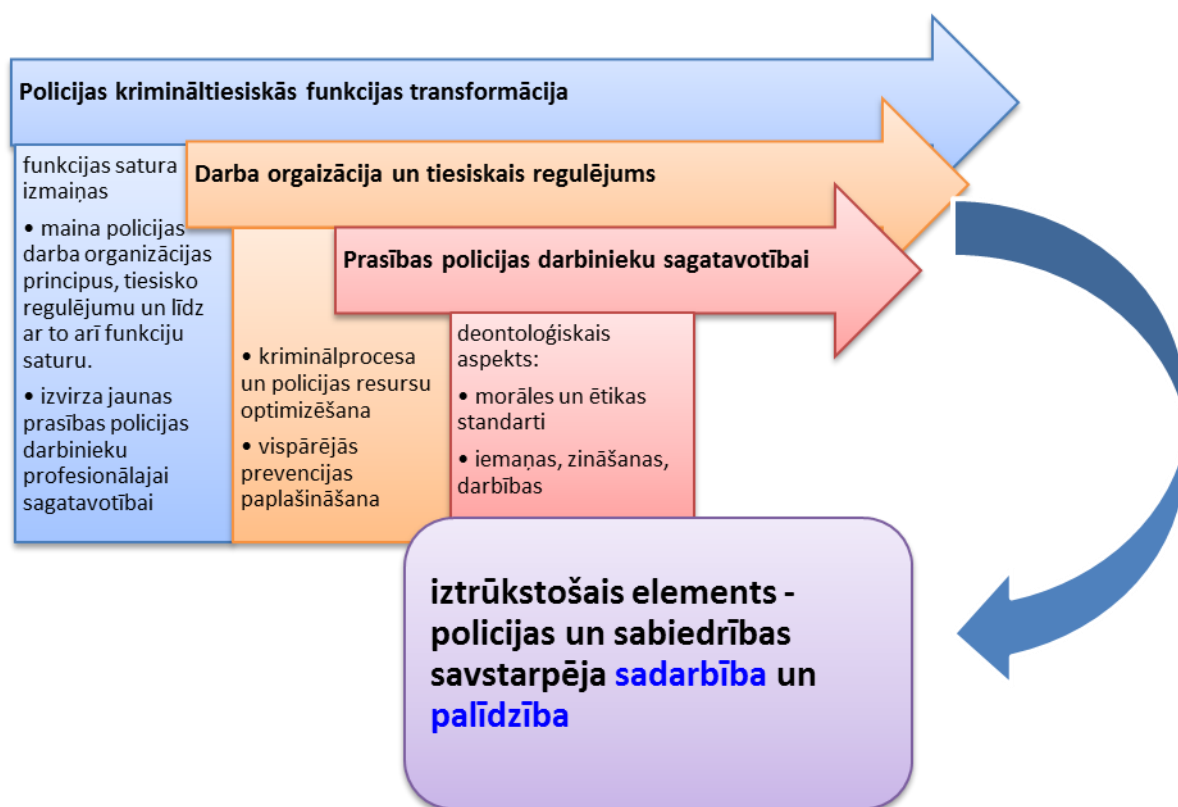 Policijas krimināltiesiskās funkcijas transformācija
funkcijas satura
izmaiņas
• maina policijas
darba organizācijas
principus, tiesisko
regulējumu un līdz
ar to arī funkciju
saturu.
• izvirza jaunas
prasības policijas
darbinieku
profesionālajai
sagatavotībai
Darba orgaizācija un tiesiskais regulējums
• kriminālprocesa
un policijas resursu
optimizēšana
• vispārējās
prevencijas
paplašināšana
Prasības policijas darbinieku sagatavotībai
deontoloģiskais
aspekts:
• morāles un ētikas
standarti
• iemaņas, zināšanas,
darbības
iztrūkstošais elements -
policijas un sabiedrības
savstarpēja sadarbība un
palīdzība